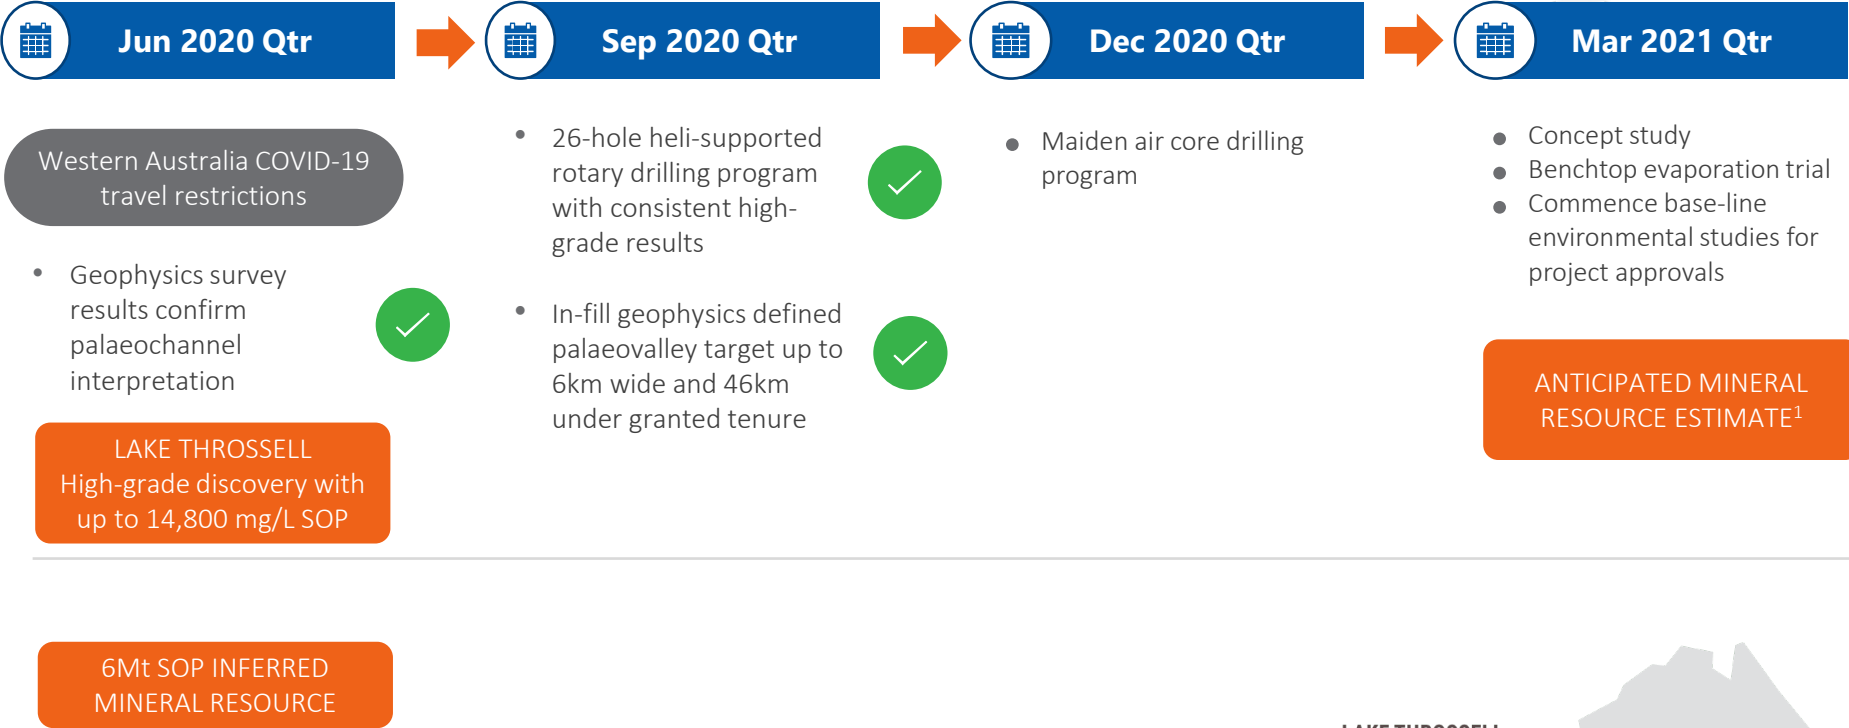 Jun 2020 Qtr
Western Australia COVID-19
travel restrictions
• Geophysics survey
results confirm
palaeochannel
interpretation
LAKE THROSSELL
High-grade discovery with
up to 14,800 mg/L SOP
Sep 2020 Qtr
• 26-hole heli-supported
rotary drilling program
with consistent high-
grade results
• In-fill geophysics defined
palaeovalley target up to
6km wide and 46km
under granted tenure
Dec 2020 Qtr
• Maiden air core drilling
program
Mar 2021 Qtr
• Concept study
• Benchtop evaporation trial
• Commence base-line
environmental studies for
project approvals
ANTICIPATED MINERAL
RESOURCE ESTIMATE¹
6Mt SOP INFERRED
MINERAL RESOURCE
LAKE THROSSELL